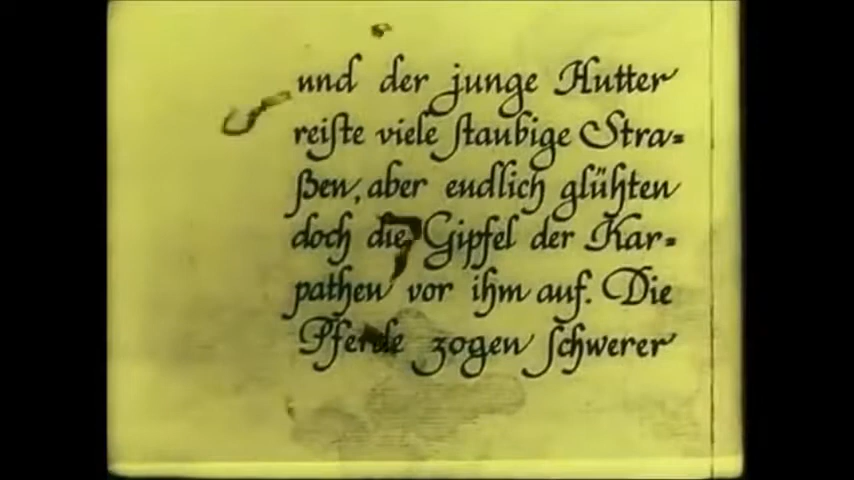 und der junge Hutter
reiſte viele ſtaubige Stra=
ßen, aber endlich glühten
doch die Gipfel der Kar=
pathen vor ihm auf. Die
Pferde zogen ſchwerer